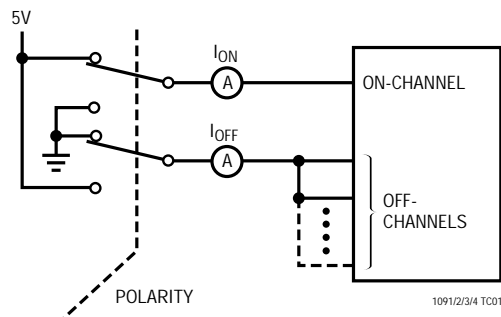 5V
ION
A
ON-CHANNEL
IOFF
A
OFF-
CHANNELS
POLARITY
1091/2/3/4 TC01